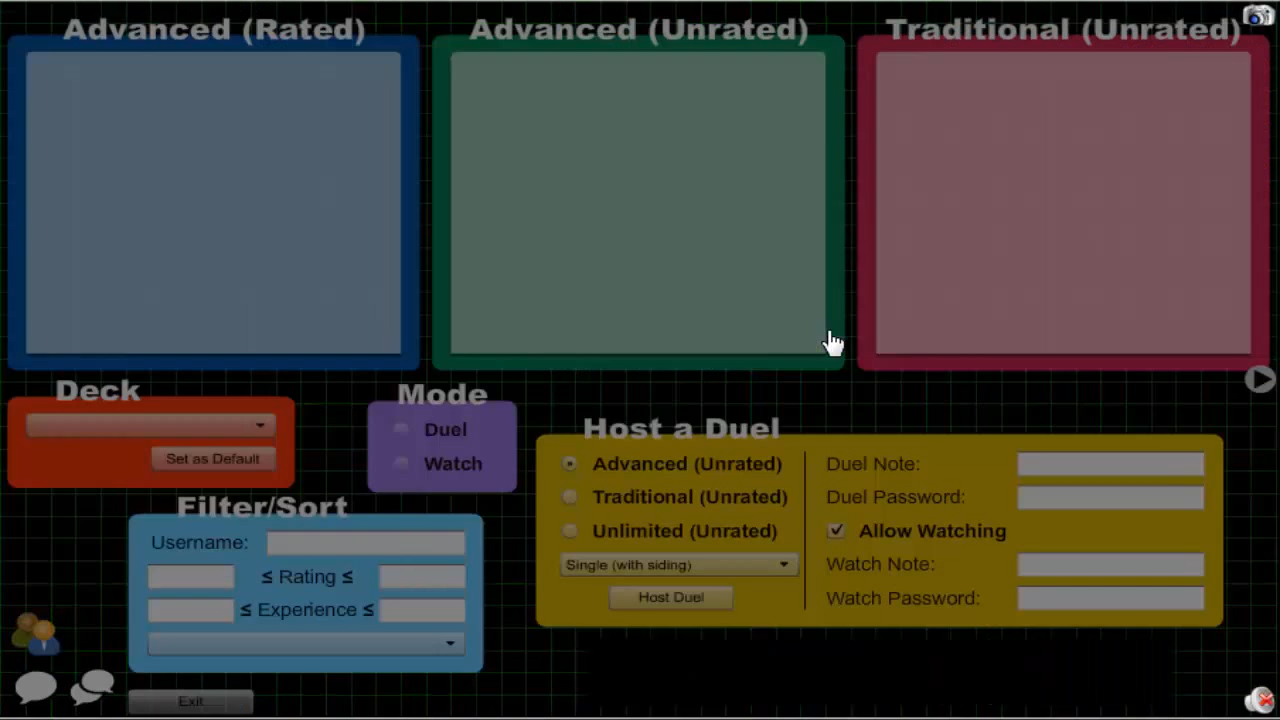 Advanced (Rated)
Advanced (Unrated)
Traditional (Unrated)
Deck
Set as Default
Mode
Duel
Watch
Filter/Sort
Username:
≤ Rating ≤
≤ Experience ≤
Exit
Host a Duel
Advanced (Unrated)
Traditional (Unrated)
Unlimited (Unrated)
Single (with siding)
Host Duel
Duel Note:
Duel Password:
Allow Watching
Watch Note:
Watch Password: